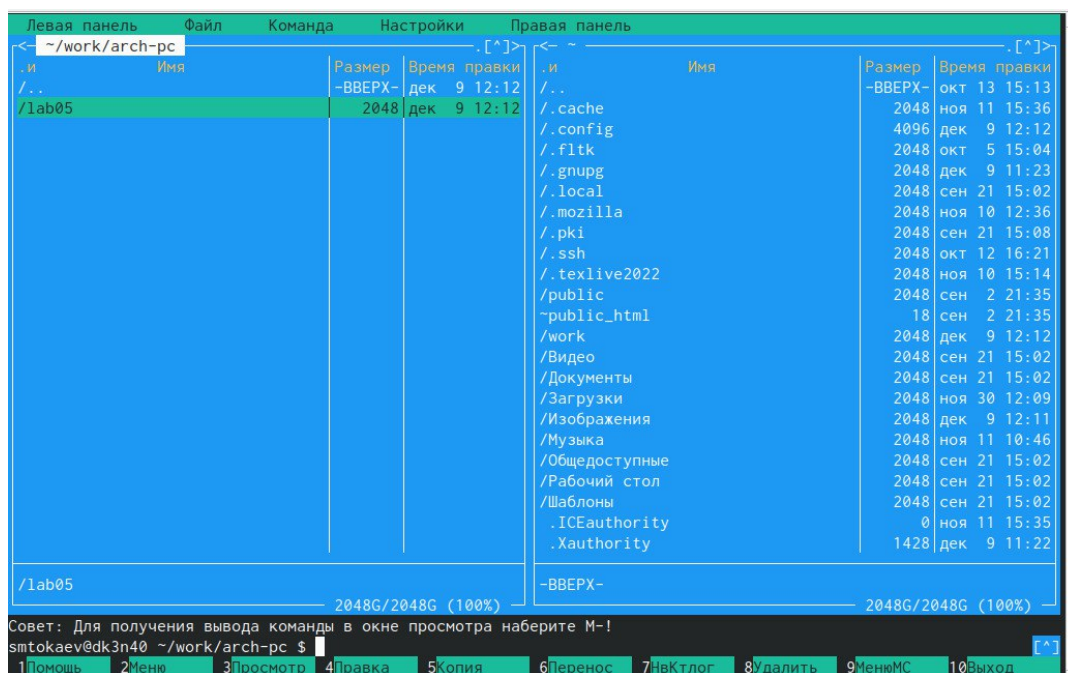 Левая панель Файл Команда Настройки Правая панель
<- ~/work/arch-pc .[^]>
.и Имя Размер Время правки
/.. -ВВЕРХ- дек 9 12:12
/lab05 2048 дек 9 12:12
/lab05
2048G/2048G (100%)
<- ~ .[^]>
.и Имя Размер Время правки
/.. -ВВЕРХ- окт 13 15:13
/.cache 2048 ноя 11 15:36
/.config 4096 дек 9 12:12
/.fltk 2048 окт 5 15:04
/.gnupg 2048 дек 9 11:23
/.local 2048 сен 21 15:02
/.mozilla 2048 ноя 10 12:36
/.pki 2048 сен 21 15:08
/.ssh 2048 окт 12 16:21
/.texlive2022 2048 ноя 10 15:14
/public 2048 сен 2 21:35
~public_html 18 сен 2 21:35
/work 2048 дек 9 12:12
/Видео 2048 сен 21 15:02
/Документы 2048 сен 21 15:02
/Загрузки 2048 ноя 30 12:09
/Изображения 2048 дек 9 12:11
/Музыка 2048 ноя 11 10:46
/Общедоступные 2048 сен 21 15:02
/Рабочий стол 2048 сен 21 15:02
/Шаблоны 2048 сен 21 15:02
.ICEauthority 0 ноя 11 15:35
.Xauthority 1428 дек 9 11:22
-ВВЕРХ-
2048G/2048G (100%)
Совет: Для получения вывода команды в окне просмотра наберите M-!
smtokaev@dk3n40 ~/work/arch-pc $ [^]
1Помощь 2Меню 3Просмотр 4Правка 5Копия 6Перенос 7НвКтлог 8Удалить 9МенюMC 10Выход